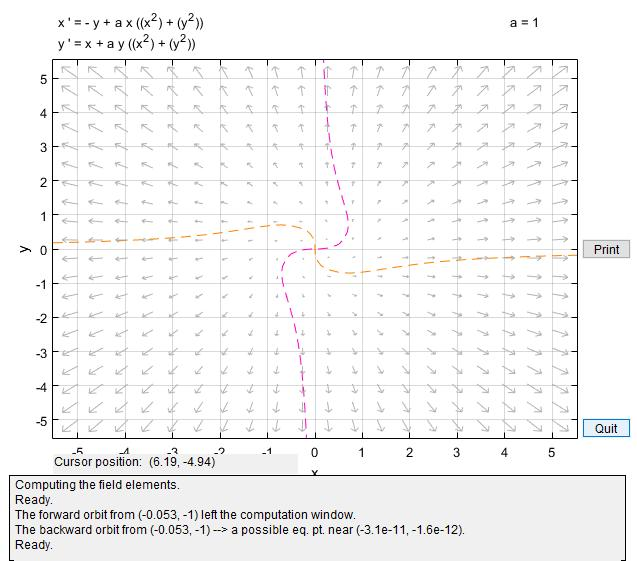 x ' = - y + a x ((x²) + (y²))
a = 1
y ' = x + a y ((x²) + (y²))
5
4
3
2
1
0
-1
-2
-3
-4
-5
y
-5
-4
-3
-2
-1
0
1
2
3
4
5
x
Print
Quit
Cursor position: (6.19, -4.94)
Computing the field elements.
Ready.
The forward orbit from (-0.053, -1) left the computation window.
The backward orbit from (-0.053, -1) --> a possible eq. pt. near (-3.1e-11, -1.6e-12).
Ready.